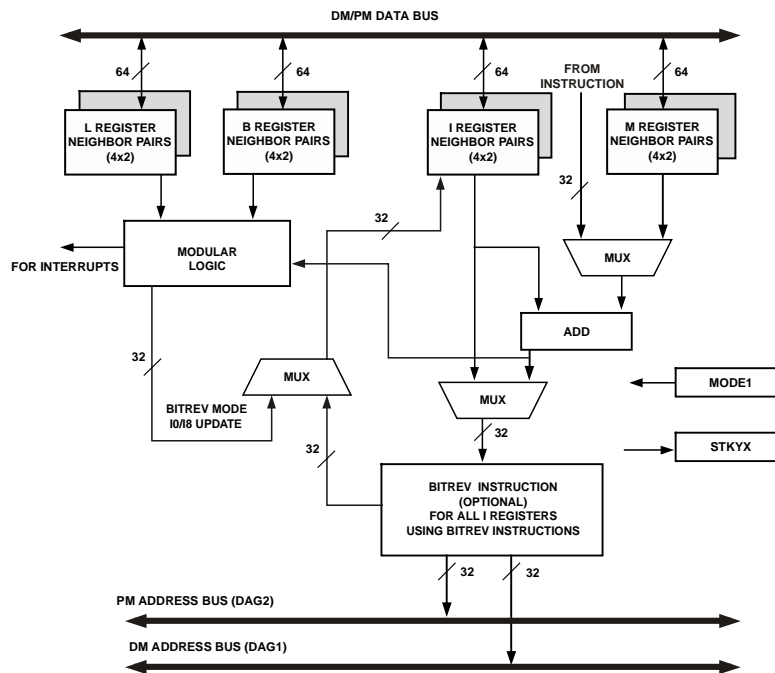 DM/PM DATA BUS
64
64
64
64
FROM
INSTRUCTION
L REGISTER
NEIGHBOR PAIRS
(4x2)
B REGISTER
NEIGHBOR PAIRS
(4x2)
I REGISTER
NEIGHBOR PAIRS
(4x2)
M REGISTER
NEIGHBOR PAIRS
(4x2)
32
32
FOR INTERRUPTS
MODULAR
LOGIC
MUX
ADD
32
MUX
BITREV MODE
I0/I8 UPDATE
MUX
MODE1
32
32
STKYX
BITREV INSTRUCTION
(OPTIONAL)
FOR ALL I REGISTERS
USING BITREV INSTRUCTIONS
32
32
PM ADDRESS BUS (DAG2)
DM ADDRESS BUS (DAG1)